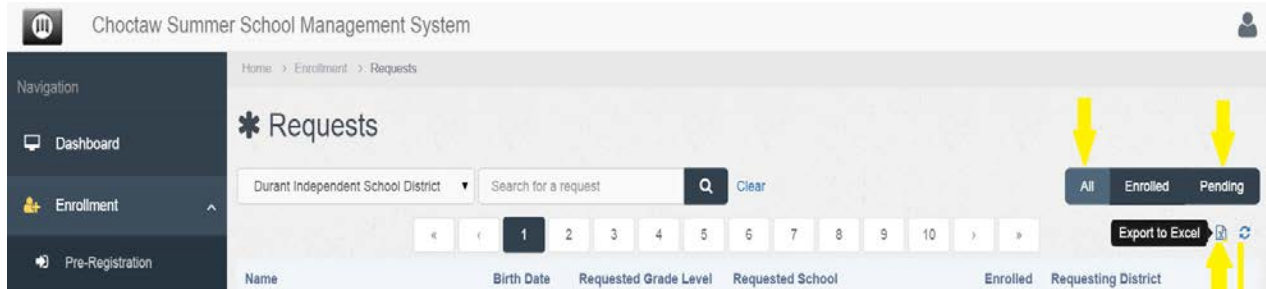 Choctaw Summer School Management System
Navigation
Dashboard
Enrollment
Pre-Registration
Home > Enrollment > Requests
Requests
Durant Independent School District
Search for a request
Clear
All Enrolled Pending
« ‹ 1 2 3 4 5 6 7 8 9 10 › »
Export to Excel
Name Birth Date Requested Grade Level Requested School Enrolled Requesting District